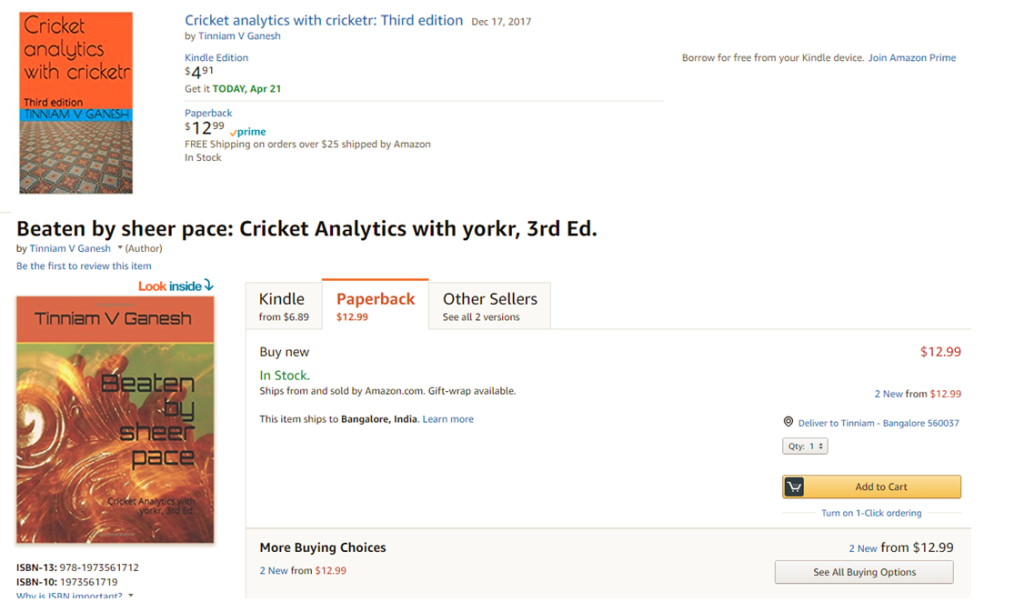 Cricket
analytics
with cricketr
Third edition
TINNIAM V GANESH
Cricket analytics with cricketr: Third edition Dec 17, 2017
by Tinniam V Ganesh
Kindle Edition
$4.91
Get it TODAY, Apr 21
Borrow for free from your Kindle device. Join Amazon Prime
Paperback
$12.99 prime
FREE Shipping on orders over $25 shipped by Amazon
In Stock
Beaten by sheer pace: Cricket Analytics with yorkr, 3rd Ed.
by Tinniam V Ganesh (Author)
Be the first to review this item
Look inside
Tinniam V Ganesh
Beaten
by
sheer
pace
Cricket Analytics with
yorkr, 3rd Ed.
ISBN-13: 978-1973561712
ISBN-10: 1973561719
Why is ISBN important?
Kindle
from $6.89
Paperback
$12.99
Other Sellers
See all 2 versions
Buy new $12.99
In Stock.
Ships from and sold by Amazon.com. Gift-wrap available.
2 New from $12.99
This item ships to Bangalore, India. Learn more
Deliver to Tinniam - Bangalore 560037
Qty: 1
Add to Cart
Turn on 1-Click ordering
More Buying Choices
2 New from $12.99
2 New from $12.99
See All Buying Options